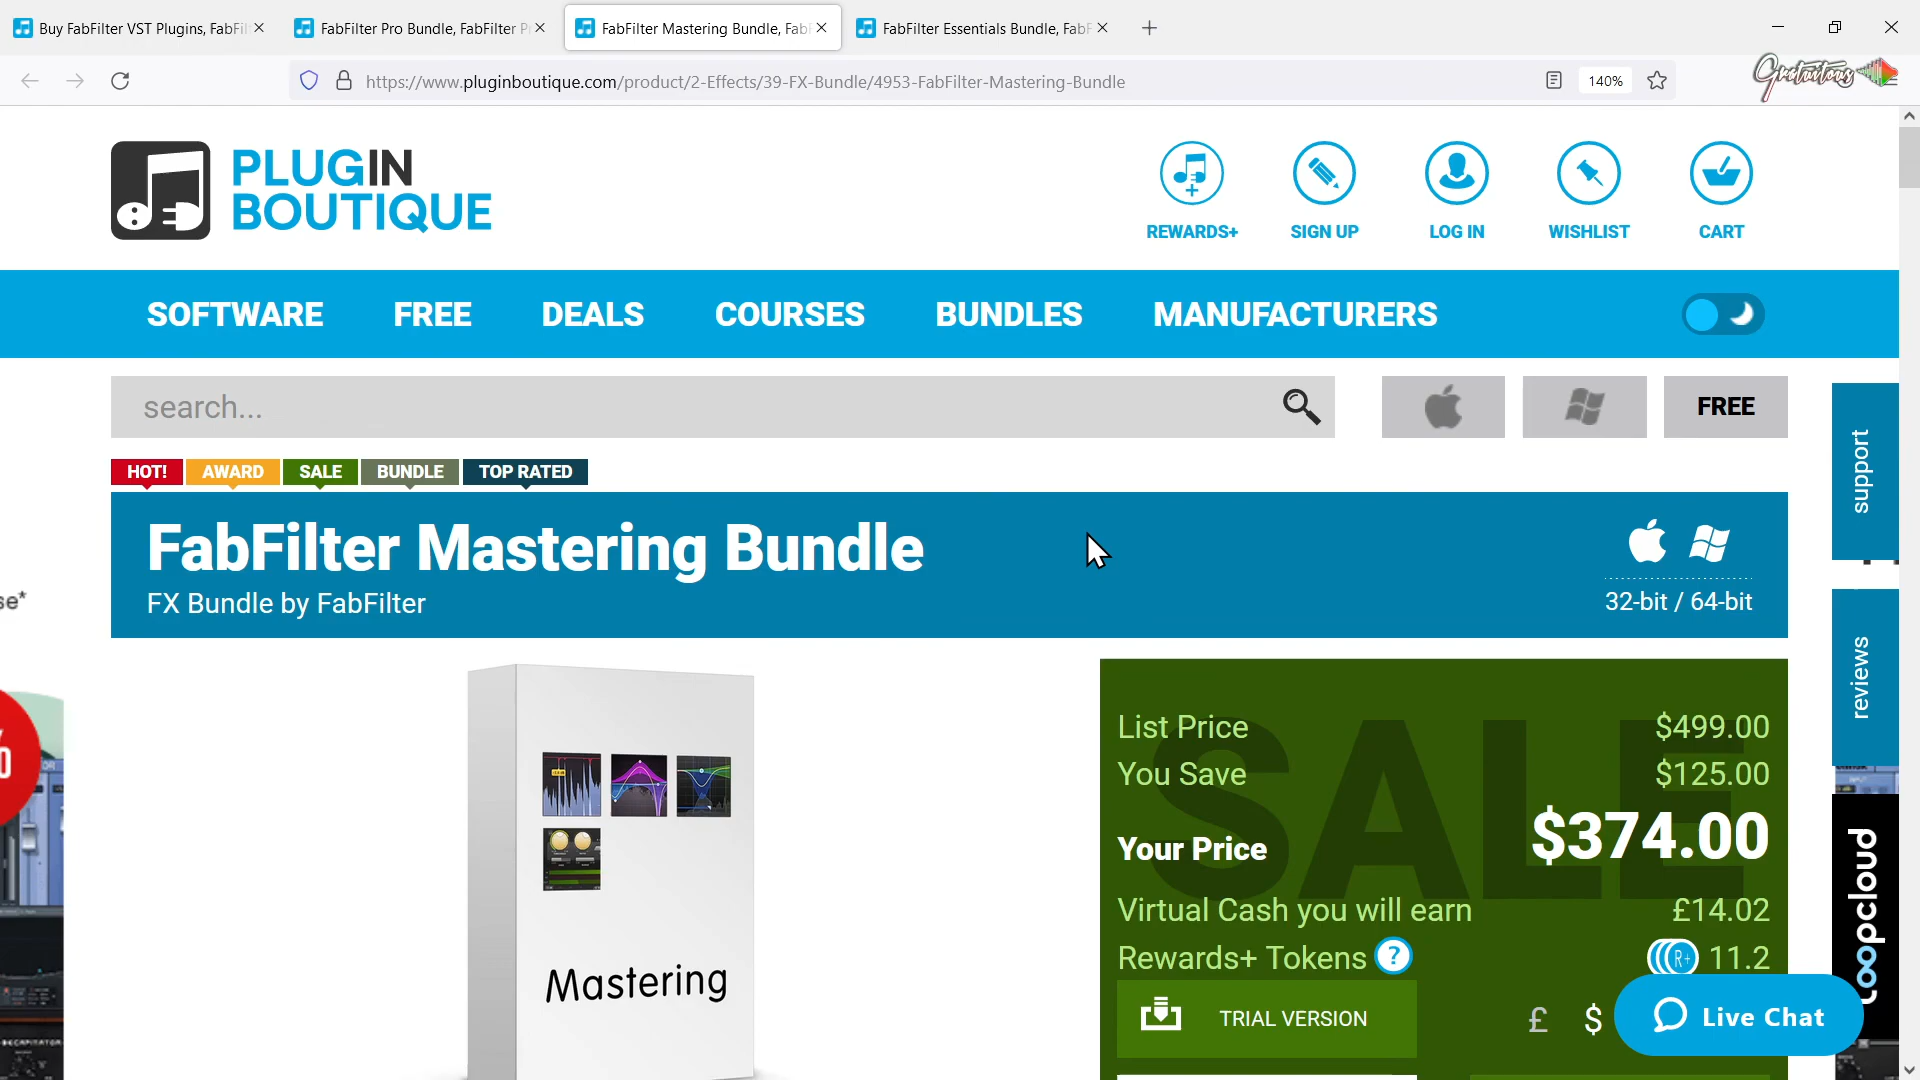 Buy FabFilter VST Plugins, FabFil
FabFilter Pro Bundle, FabFilter P
FabFilter Mastering Bundle, Fab
FabFilter Essentials Bundle, FabF
https://www.pluginboutique.com/product/2-Effects/39-FX-Bundle/4953-FabFilter-Mastering-Bundle
140%
Gratuitous
PLUGIN
BOUTIQUE
REWARDS+
SIGN UP
LOG IN
WISHLIST
CART
SOFTWARE
FREE
DEALS
COURSES
BUNDLES
MANUFACTURERS
search...
FREE
support
HOT!
AWARD
SALE
BUNDLE
TOP RATED
FabFilter Mastering Bundle
FX Bundle by FabFilter
32-bit / 64-bit
se*
reviews
SALE
List Price $499.00
You Save $125.00
Your Price $374.00
Virtual Cash you will earn £14.02
Rewards+ Tokens ? R+ 11.2
TRIAL VERSION
£ $
Mastering
Live Chat
loopcloud